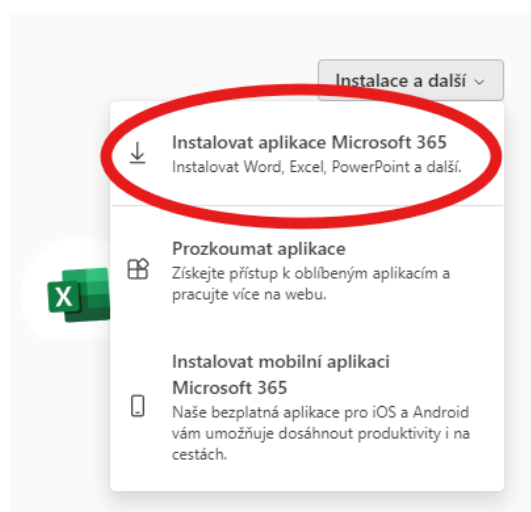 Instalace a další
Instalovat aplikace Microsoft 365
Instalovat Word, Excel, PowerPoint a další.
Prozkoumat aplikace
Získejte přístup k oblíbeným aplikacím a
pracujte více na webu.
X
Instalovat mobilní aplikaci
Microsoft 365
Naše bezplatná aplikace pro iOS a Android
vám umožňuje dosáhnout produktivity i na
cestách.